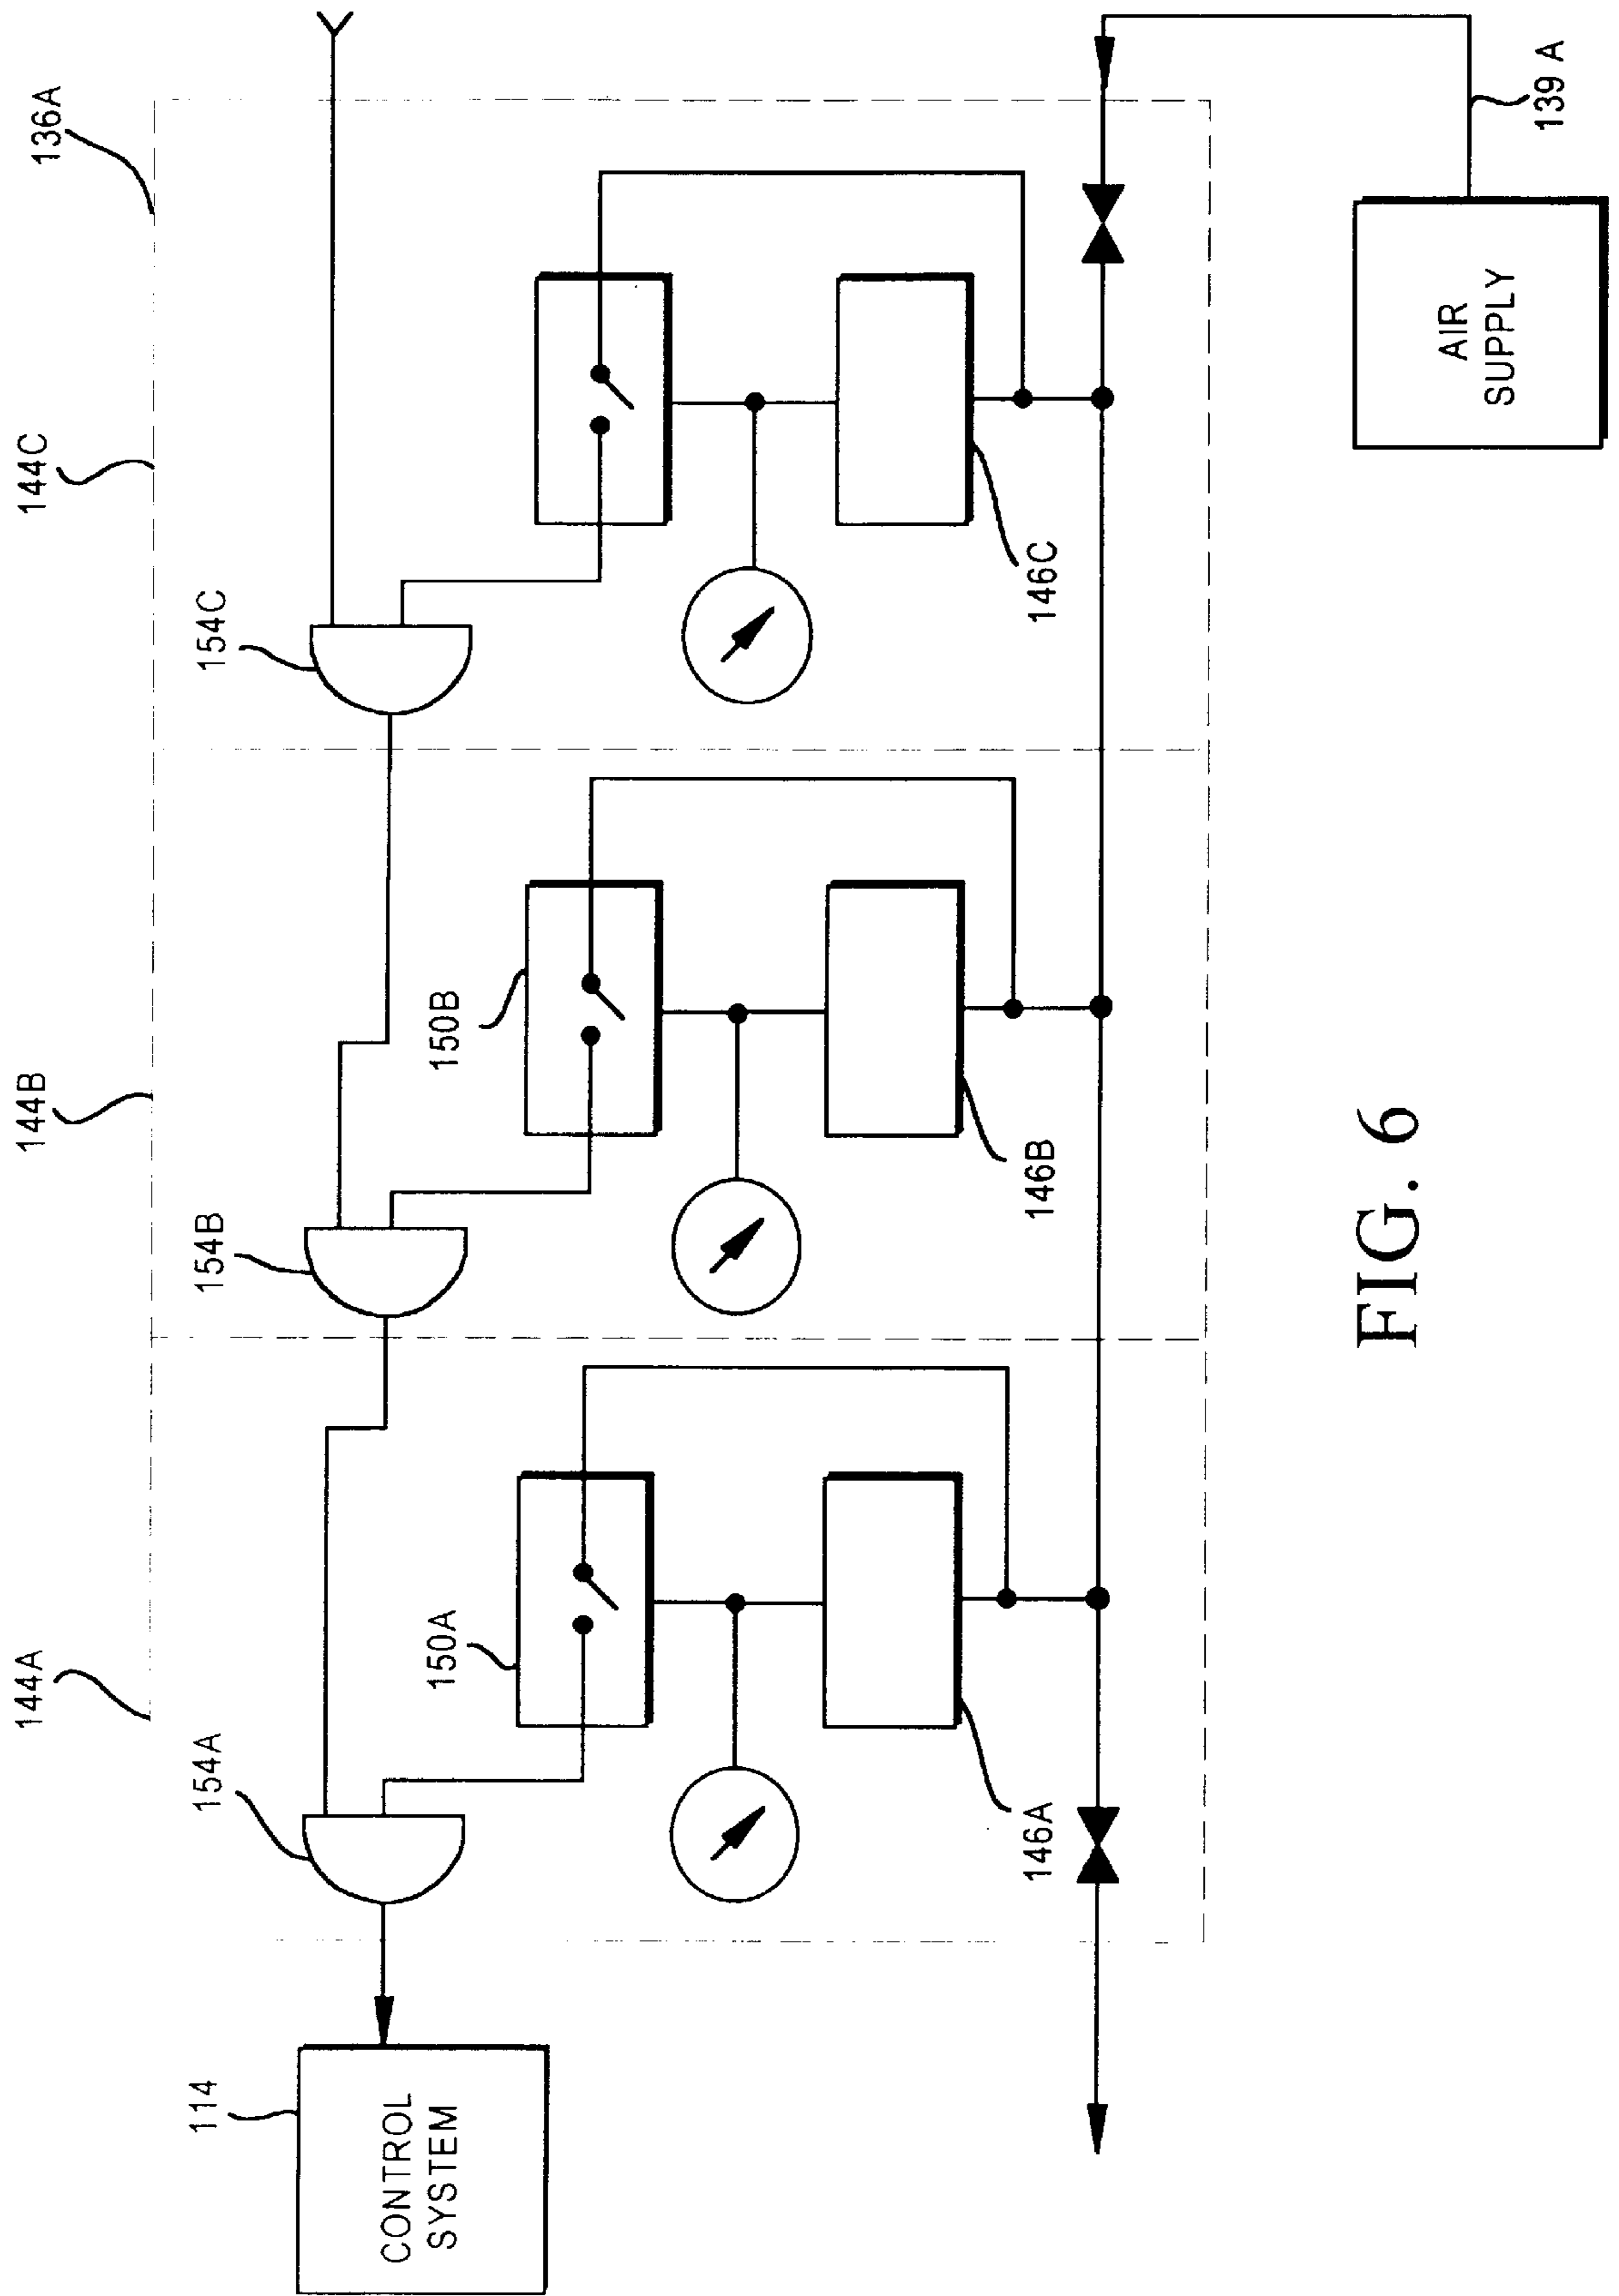 144A
144B
144C
136A
114
154A
154B
154C
CONTROL
SYSTEM
150A
150B
146A
146B
146C
AIR
SUPPLY
139 A
FIG. 6